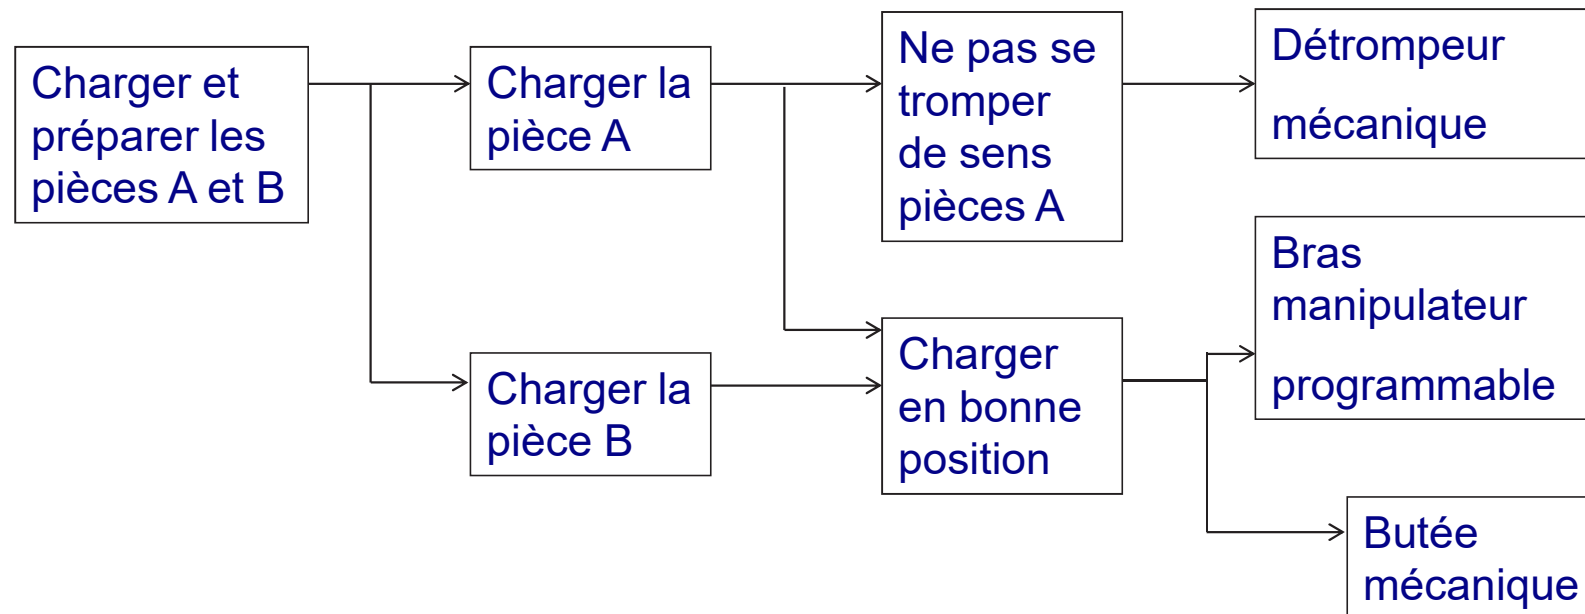 Charger et
préparer les
pièces A et B
Charger la
pièce A
Ne pas se
tromper
de sens
pièces A
Détrompeur
mécanique
Charger la
pièce B
Charger
en bonne
position
Bras
manipulateur
programmable
Butée
mécanique